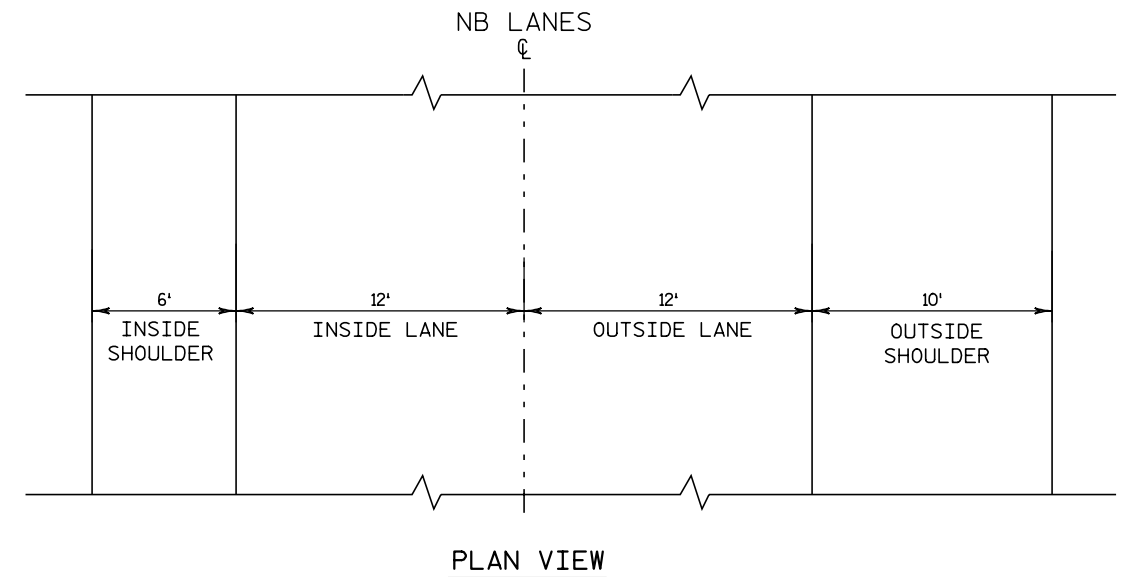 NB LANES
℄
6'
12'
12'
10'
INSIDE
SHOULDER
INSIDE LANE
OUTSIDE LANE
OUTSIDE
SHOULDER
PLAN VIEW